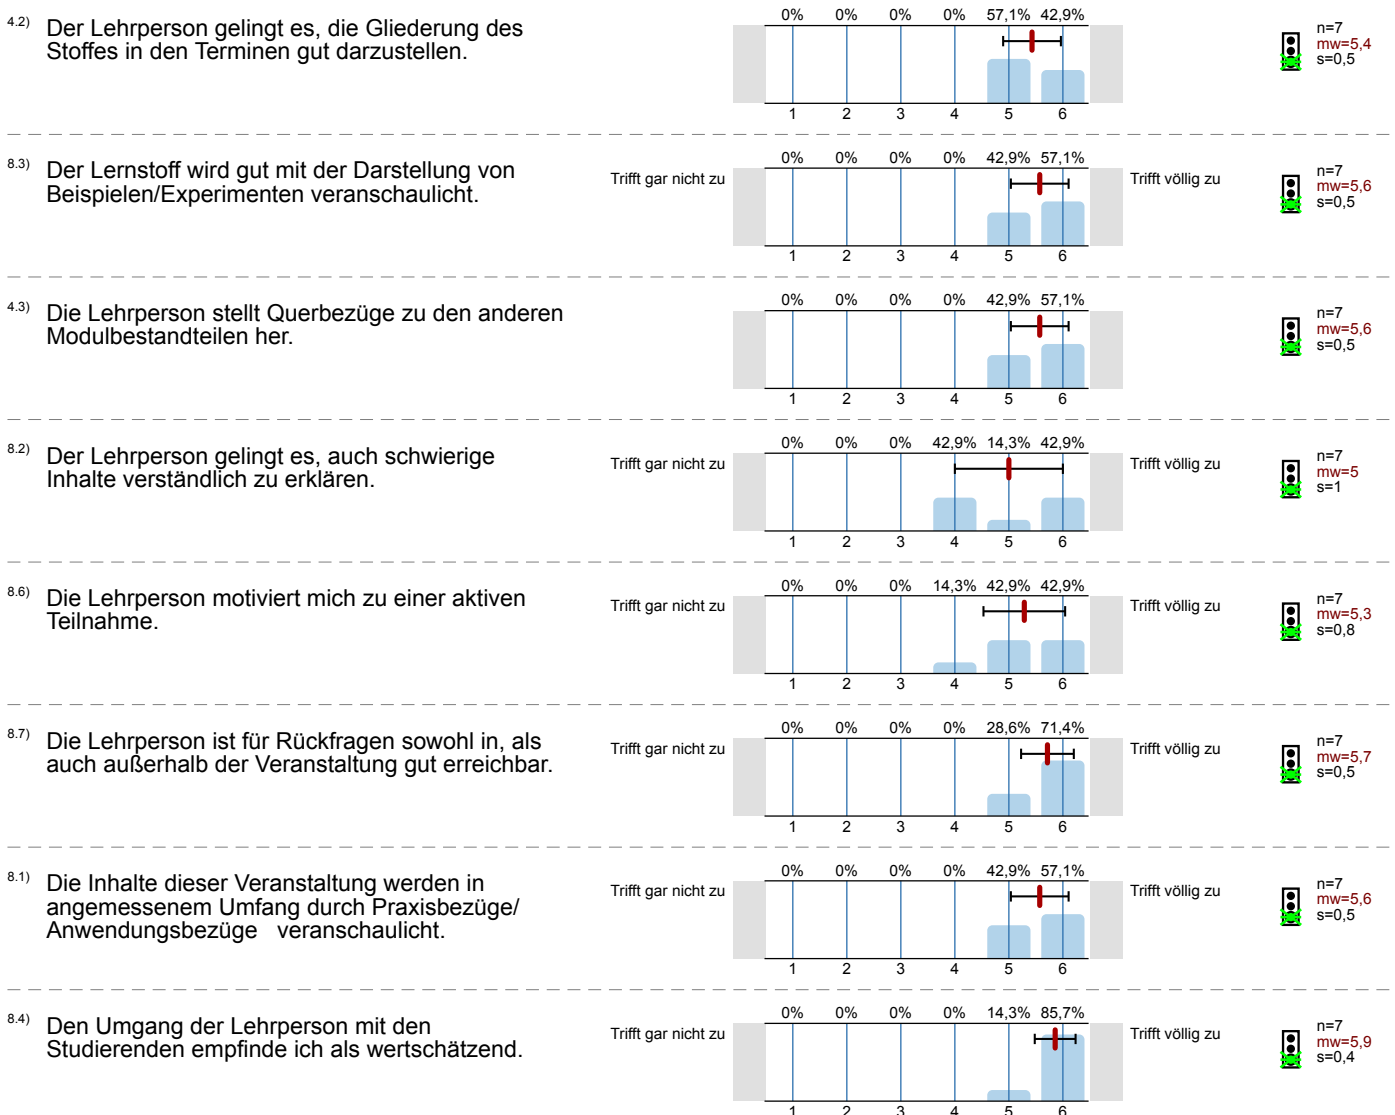 4.2) Der Lehrperson gelingt es, die Gliederung des
Stoffes in den Terminen gut darzustellen.
0% 0% 0% 0% 57,1% 42,9%
1 2 3 4 5 6
n=7
mw=5,4
s=0,5
8.3) Der Lernstoff wird gut mit der Darstellung von
Beispielen/Experimenten veranschaulicht.
Trifft gar nicht zu
0% 0% 0% 0% 42,9% 57,1%
1 2 3 4 5 6
Trifft völlig zu
n=7
mw=5,6
s=0,5
4.3) Die Lehrperson stellt Querbezüge zu den anderen
Modulbestandteilen her.
0% 0% 0% 0% 42,9% 57,1%
1 2 3 4 5 6
n=7
mw=5,6
s=0,5
8.2) Der Lehrperson gelingt es, auch schwierige
Inhalte verständlich zu erklären.
Trifft gar nicht zu
0% 0% 0% 42,9% 14,3% 42,9%
1 2 3 4 5 6
Trifft völlig zu
n=7
mw=5
s=1
8.6) Die Lehrperson motiviert mich zu einer aktiven
Teilnahme.
Trifft gar nicht zu
0% 0% 0% 14,3% 42,9% 42,9%
1 2 3 4 5 6
Trifft völlig zu
n=7
mw=5,3
s=0,8
8.7) Die Lehrperson ist für Rückfragen sowohl in, als
auch außerhalb der Veranstaltung gut erreichbar.
Trifft gar nicht zu
0% 0% 0% 0% 28,6% 71,4%
1 2 3 4 5 6
Trifft völlig zu
n=7
mw=5,7
s=0,5
8.1) Die Inhalte dieser Veranstaltung werden in
angemessenem Umfang durch Praxisbezüge/
Anwendungsbezüge veranschaulicht.
Trifft gar nicht zu
0% 0% 0% 0% 42,9% 57,1%
1 2 3 4 5 6
Trifft völlig zu
n=7
mw=5,6
s=0,5
8.4) Den Umgang der Lehrperson mit den
Studierenden empfinde ich als wertschätzend.
Trifft gar nicht zu
0% 0% 0% 0% 14,3% 85,7%
1 2 3 4 5 6
Trifft völlig zu
n=7
mw=5,9
s=0,4